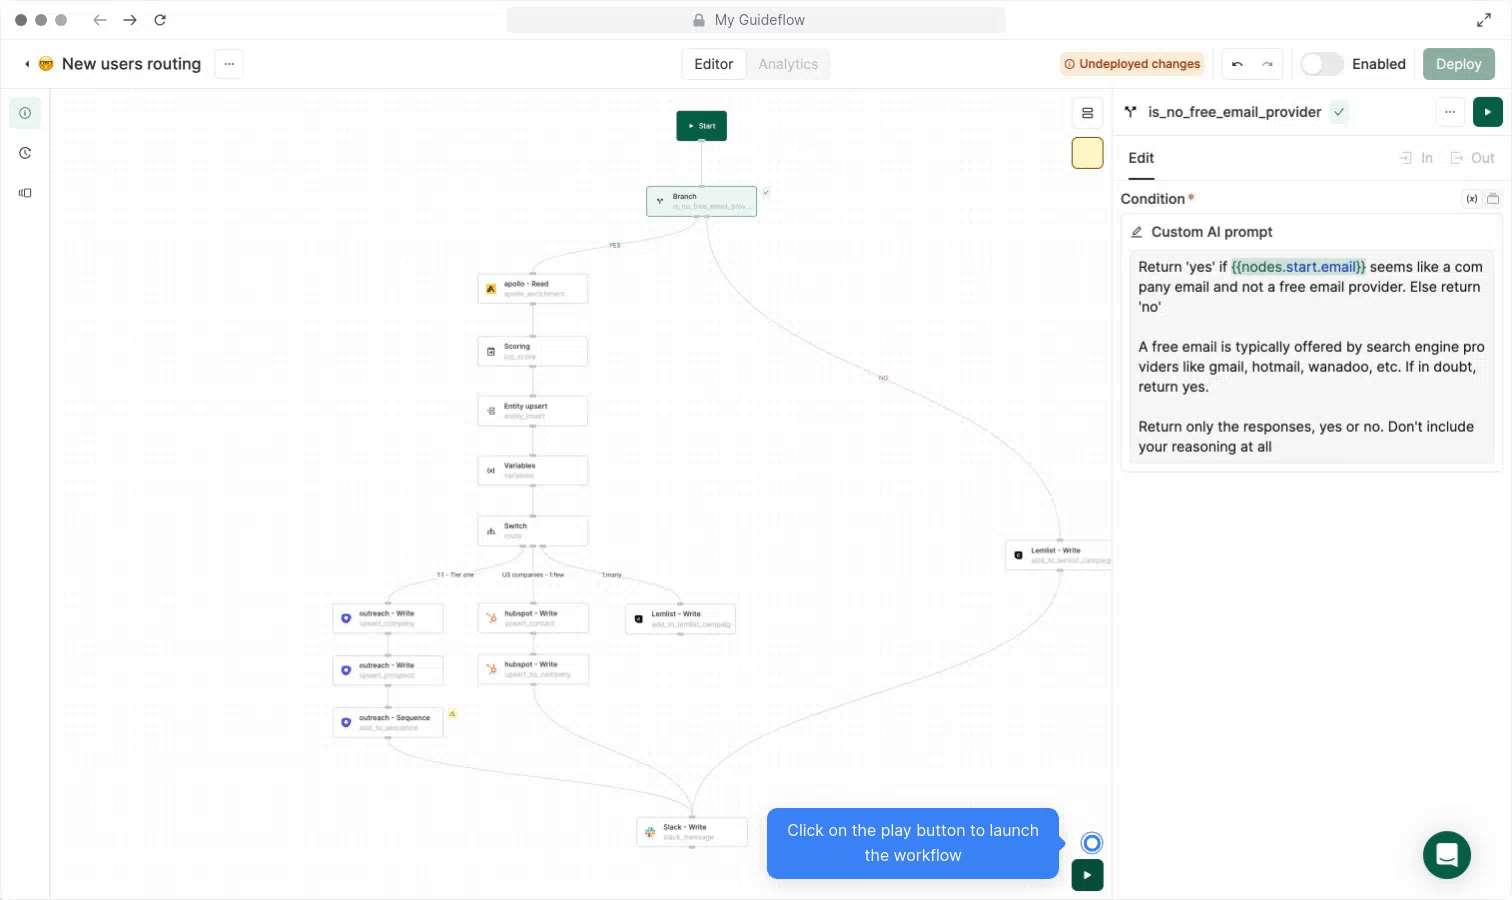 My Guideflow
New users routing
...
Editor
Analytics
Undeployed changes
Enabled
Deploy
Start
Branch
is_no_free_email_prov...
YES
apollo - Read
apollo_enrichment
Scoring
icp_score
Entity upsert
entity_insert
Variables
variables
Switch
route
1:1 - Tier one
US companies - 1:few
1:many
outreach - Write
upsert_company
hubspot - Write
upsert_contact
Lemlist - Write
add_to_lemlist_campaig
outreach - Write
upsert_prospect
hubspot - Write
upsert_hs_company
outreach - Sequence
add_to_sequence
NO
Lemlist - Write
add_to_lemlist_campaig
Slack - Write
slack_message
Click on the play button to launch
the workflow
is_no_free_email_provider
...
Edit
In
Out
Condition*
(x)
Custom AI prompt
Return 'yes' if {{nodes.start.email}} seems like a com
pany email and not a free email provider. Else return
'no'
A free email is typically offered by search engine pro
viders like gmail, hotmail, wanadoo, etc. If in doubt,
return yes.
Return only the responses, yes or no. Don't include
your reasoning at all